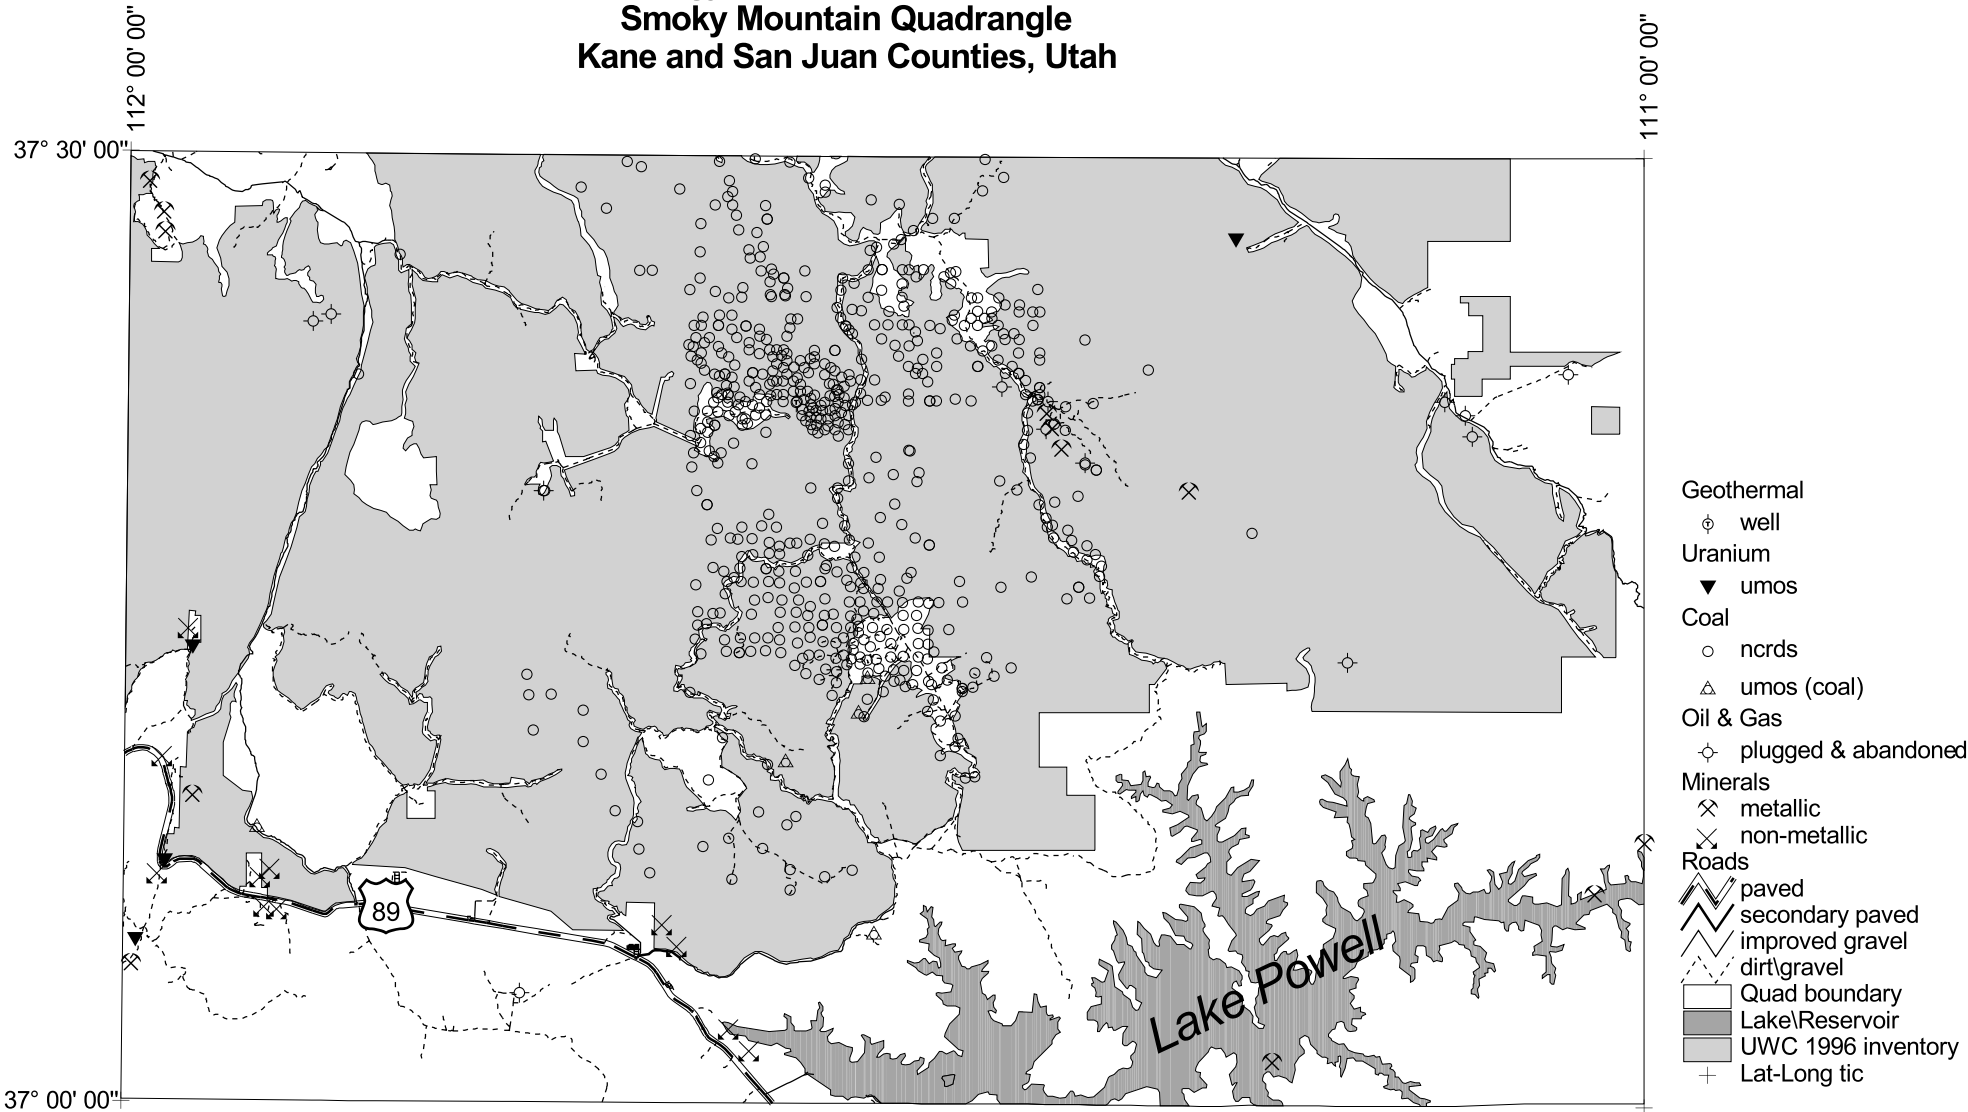 Smoky Mountain Quadrangle
Kane and San Juan Counties, Utah
112° 00' 00"
111° 00' 00"
37° 30' 00"
37° 00' 00"
89
Lake Powell
Geothermal
well
Uranium
umos
Coal
ncrds
umos (coal)
Oil & Gas
plugged & abandoned
Minerals
metallic
non-metallic
Roads
paved
secondary paved
improved gravel
dirt\gravel
Quad boundary
Lake\Reservoir
UWC 1996 inventory
Lat-Long tic